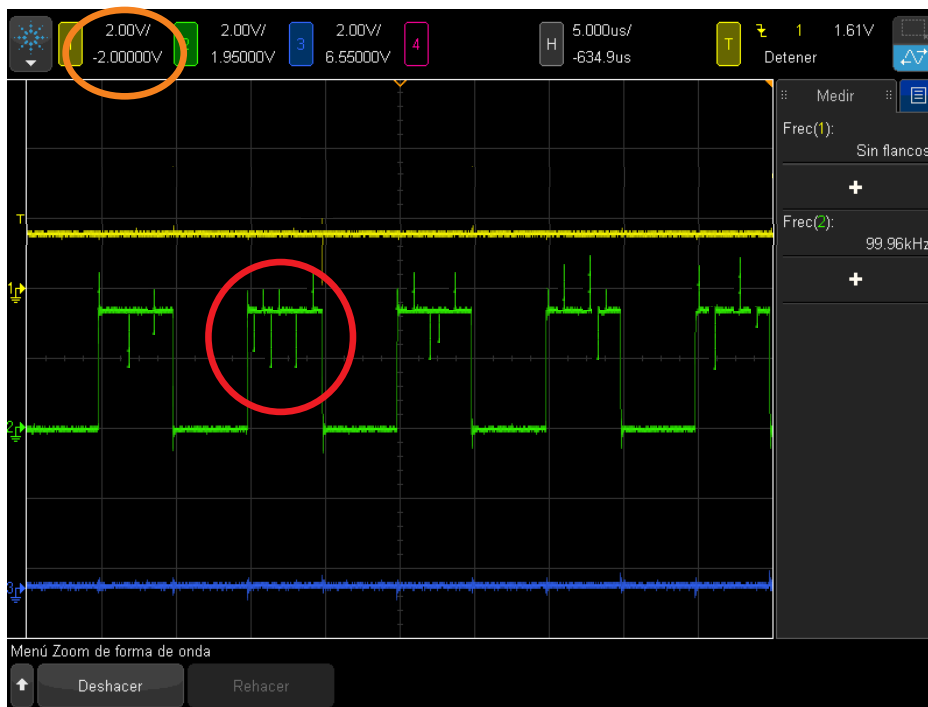 1 2.00V/ 2 2.00V/ 3 2.00V/ 4 H 5.000us/ T 1 1.61V
-2.00000V 1.95000V 6.55000V -634.9us Detener
Medir
Frec(1):
Sin flancos
+
Frec(2):
99.96kHz
+
T
1
2
3
Menú Zoom de forma de onda
Deshacer Rehacer